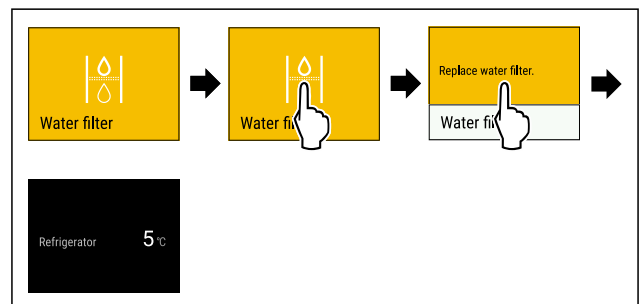 Water filter
Water fi
Replace water filter.
Water fi
Refrigerator 5 °C